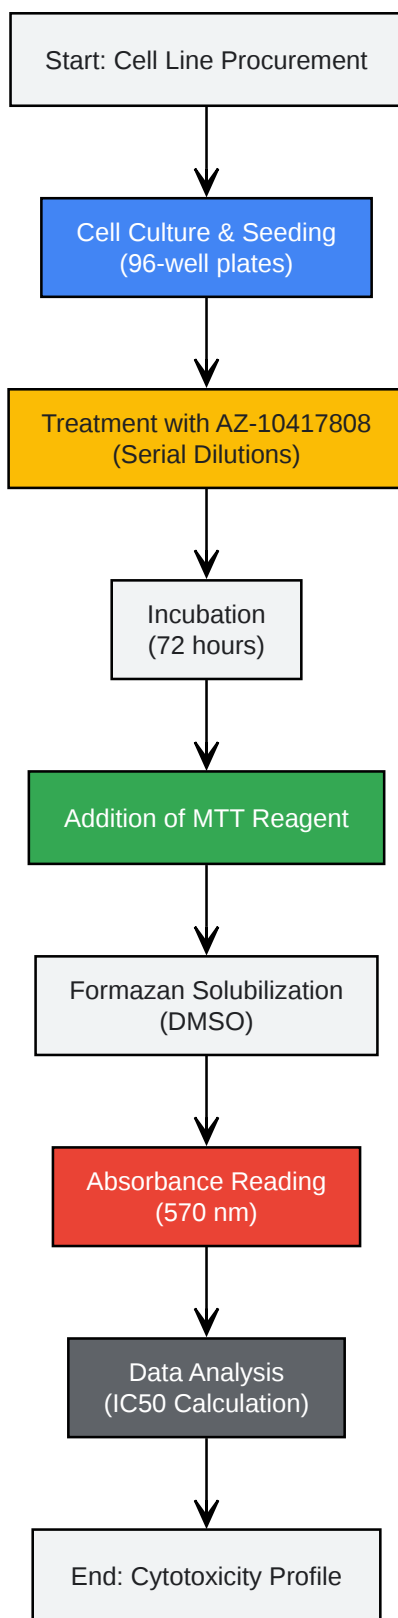 Start: Cell Line Procurement
Cell Culture & Seeding
(96-well plates)
Treatment with AZ-10417808
(Serial Dilutions)
Incubation
(72 hours)
Addition of MTT Reagent
Formazan Solubilization
(DMSO)
Absorbance Reading
(570 nm)
Data Analysis
(IC50 Calculation)
End: Cytotoxicity Profile